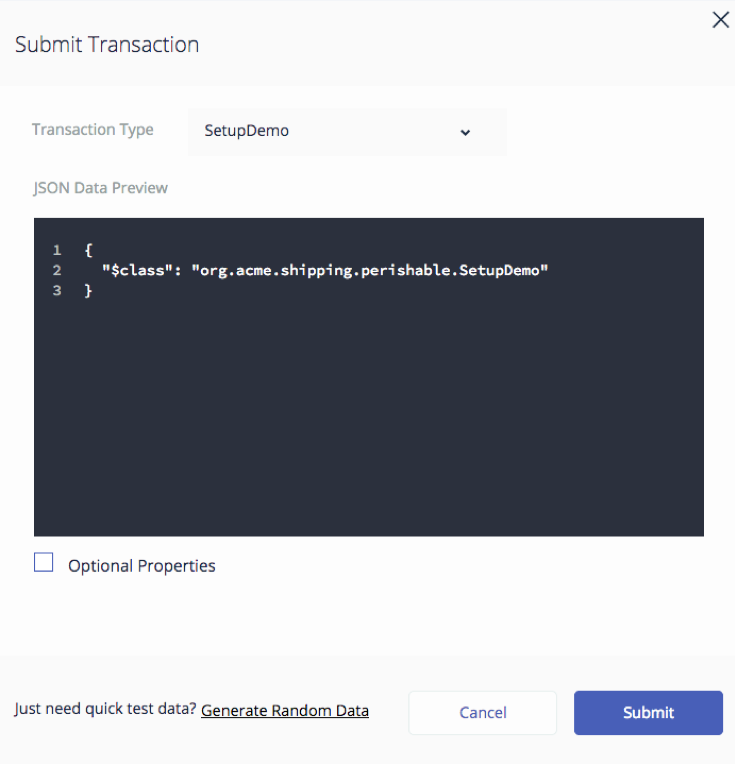 Submit Transaction
Transaction Type
SetupDemo
JSON Data Preview
1 {
2 "$class": "org.acme.shipping.perishable.SetupDemo"
3 }
Optional Properties
Just need quick test data? Generate Random Data
Cancel
Submit